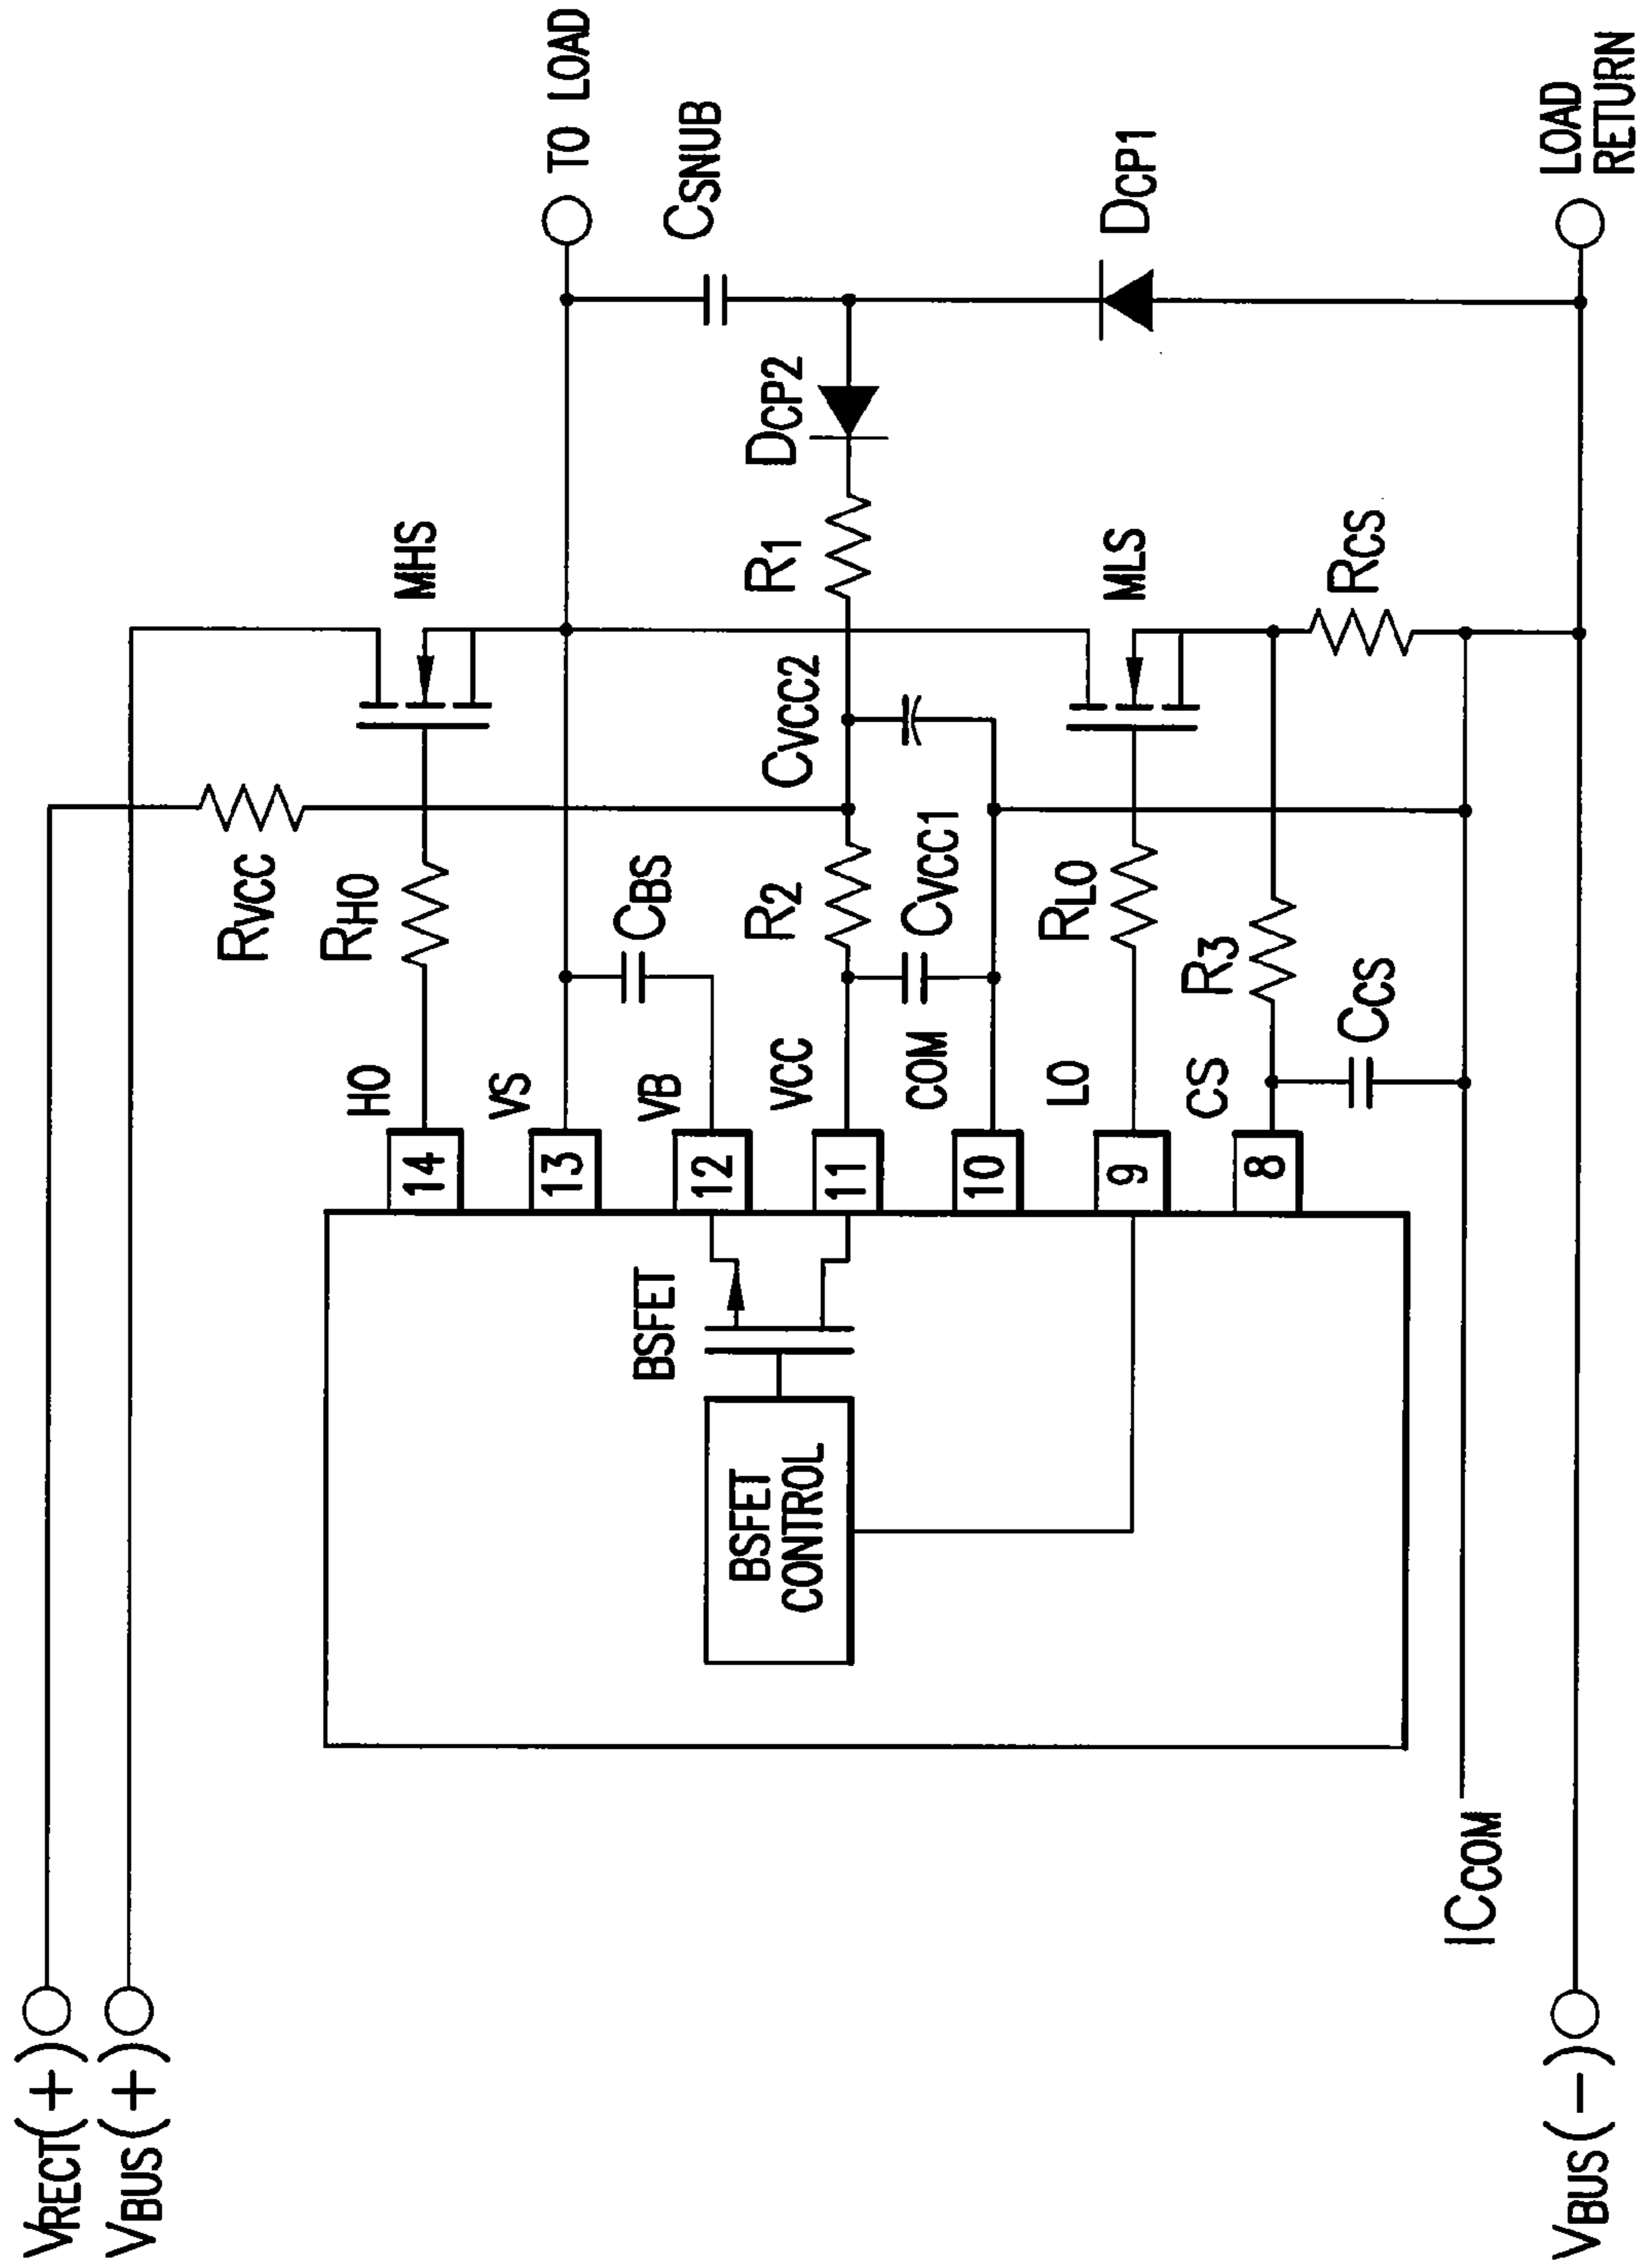 VRECT(+)
VBUS(+)
RVCC
MHS
RHO
HO
14
VS
13
TO LOAD
CBS
VB
12
CSNUB
BSFET
BSFET
CONTROL
VCC
11
R2
CVCC2
R1
DCP2
COM
10
CVCC1
LO
9
RLO
MLS
DCP1
CS
8
R3
CCS
RCS
ICCOM
VBUS(-)
LOAD
RETURN